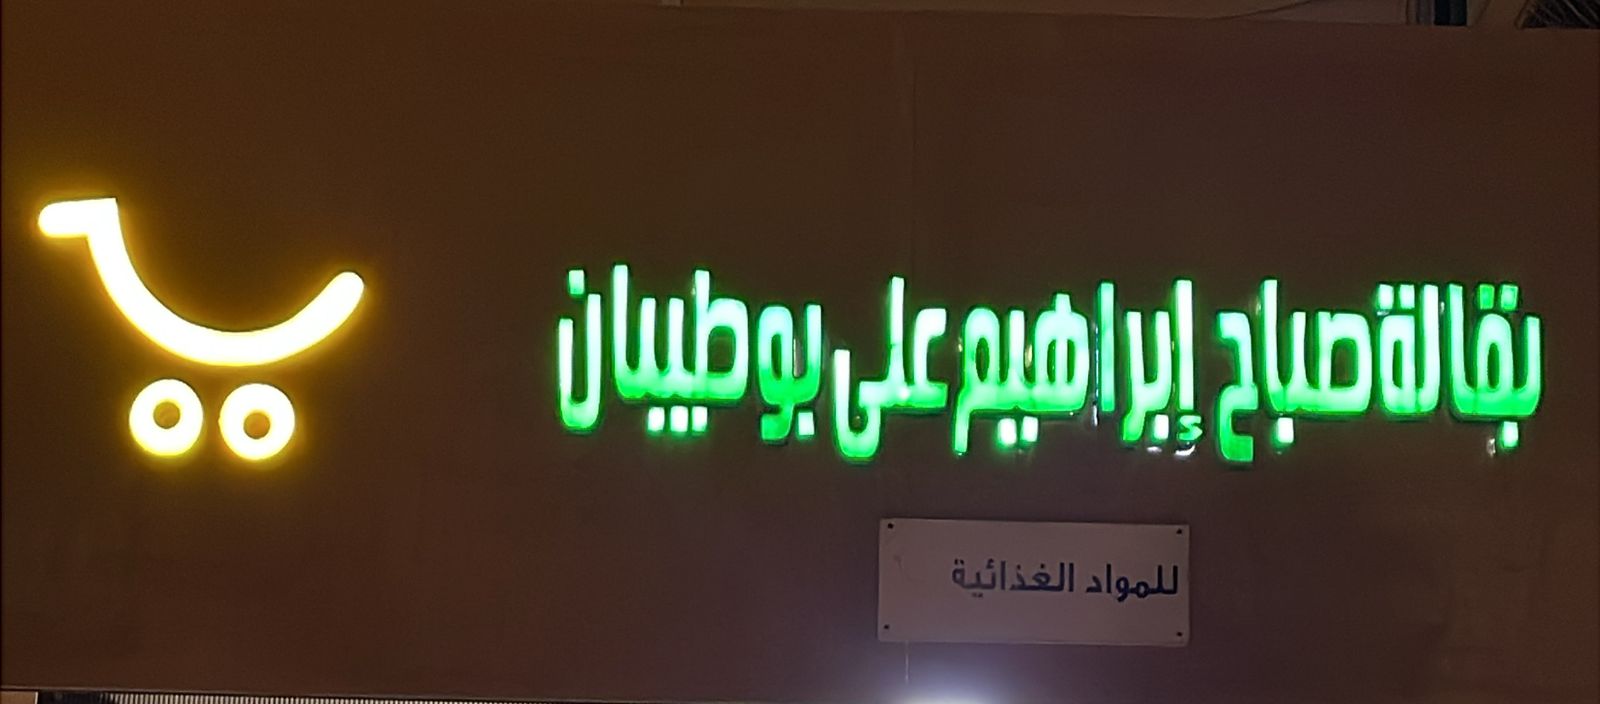 بقالة صباح إبراهيم على بوطيبان
للمواد الغذائية